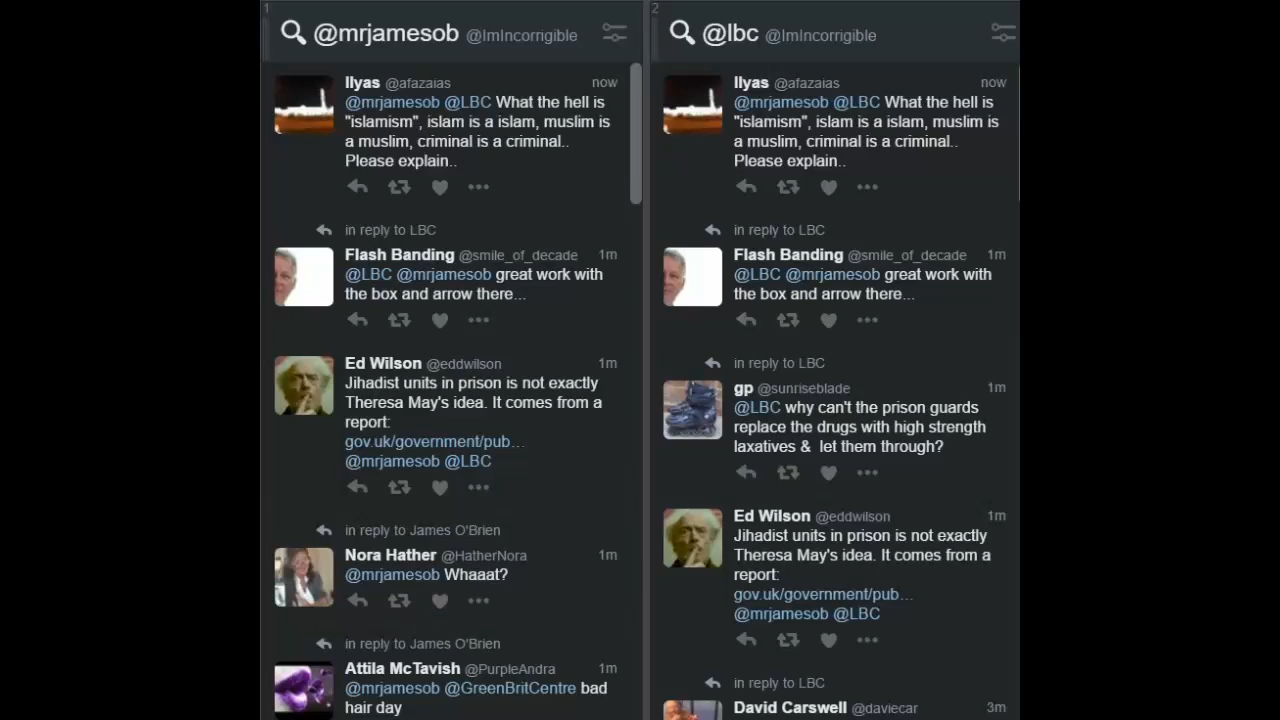 1
@mrjamesob @ImIncorrigible
Ilyas @afazaias now
@mrjamesob @LBC What the hell is
"islamism", islam is a islam, muslim is
a muslim, criminal is a criminal..
Please explain..
in reply to LBC
Flash Banding @smile_of_decade 1m
@LBC @mrjamesob great work with
the box and arrow there...
Ed Wilson @eddwilson 1m
Jihadist units in prison is not exactly
Theresa May's idea. It comes from a
report:
gov.uk/government/pub...
@mrjamesob @LBC
in reply to James O'Brien
Nora Hather @HatherNora 1m
@mrjamesob Whaaat?
in reply to James O'Brien
Attila McTavish @PurpleAndra 1m
@mrjamesob @GreenBritCentre bad
hair day
2
@lbc @ImIncorrigible
Ilyas @afazaias now
@mrjamesob @LBC What the hell is
"islamism", islam is a islam, muslim is
a muslim, criminal is a criminal..
Please explain..
in reply to LBC
Flash Banding @smile_of_decade 1m
@LBC @mrjamesob great work with
the box and arrow there...
in reply to LBC
gp @sunriseblade 1m
@LBC why can't the prison guards
replace the drugs with high strength
laxatives &  let them through?
Ed Wilson @eddwilson 1m
Jihadist units in prison is not exactly
Theresa May's idea. It comes from a
report:
gov.uk/government/pub...
@mrjamesob @LBC
in reply to LBC
David Carswell @daviecar 3m